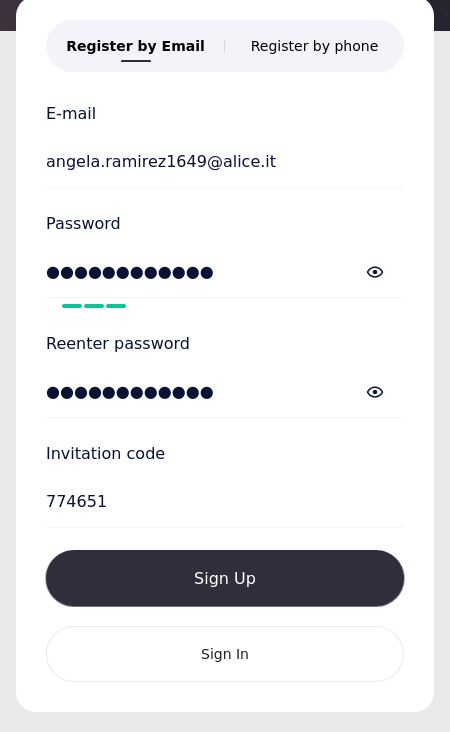 Register by Email
Register by phone
E-mail
angela.ramirez1649@alice.it
Password
●●●●●●●●●●●●
Reenter password
●●●●●●●●●●●●
Invitation code
774651
Sign Up
Sign In